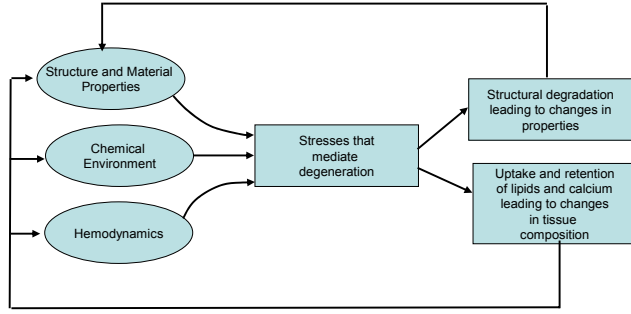 Structure and Material
Properties
Chemical
Environment
Hemodynamics
Stresses that
mediate
degeneration
Structural degradation
leading to changes in
properties
Uptake and retention
of lipids and calcium
leading to changes
in tissue
composition